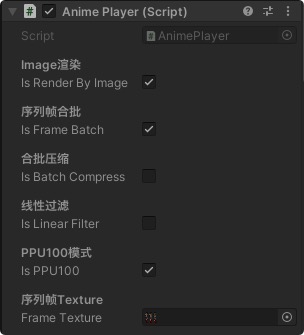 Anime Player (Script)
Script AnimePlayer
Image渲染
Is Render By Image
序列帧合批
Is Frame Batch
合批压缩
Is Batch Compress
线性过滤
Is Linear Filter
PPU100模式
Is PPU100
序列帧Texture
Frame Texture